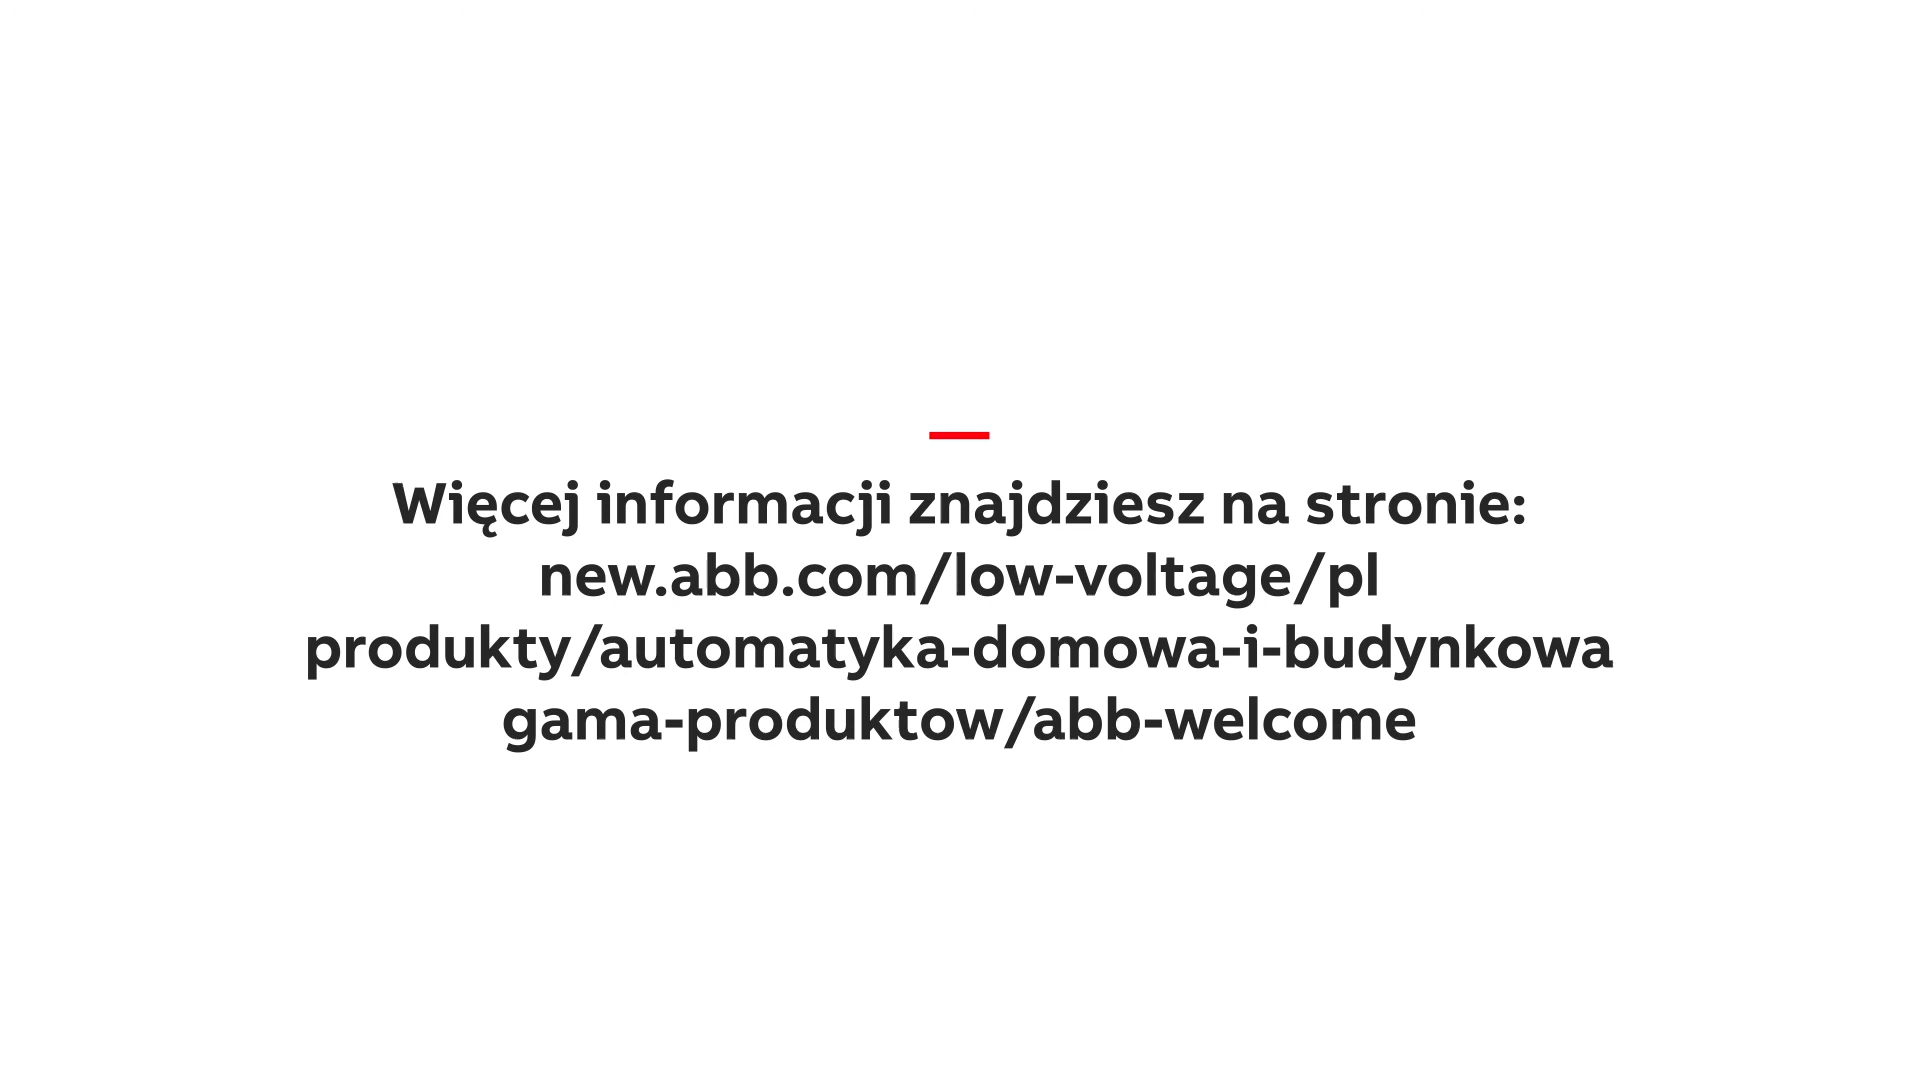 Więcej informacji znajdziesz na stronie:
new.abb.com/low-voltage/pl
produkty/automatyka-domowa-i-budynkowa
gama-produktow/abb-welcome